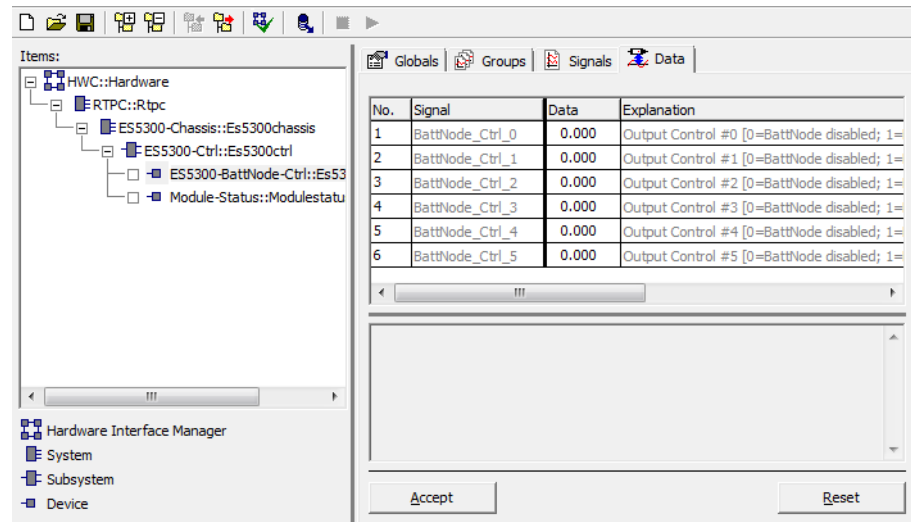 Items:
HWC::Hardware
RTPC::Rtpc
ES5300-Chassis::Es5300chassis
ES5300-Ctrl::Es5300ctrl
ES5300-BattNode-Ctrl::Es53
Module-Status::Modulestatu
Hardware Interface Manager
System
Subsystem
Device
Globals Groups Signals Data
No. Signal Data Explanation
1 BattNode_Ctrl_0 0.000 Output Control #0 [0=BattNode disabled; 1=
2 BattNode_Ctrl_1 0.000 Output Control #1 [0=BattNode disabled; 1=
3 BattNode_Ctrl_2 0.000 Output Control #2 [0=BattNode disabled; 1=
4 BattNode_Ctrl_3 0.000 Output Control #3 [0=BattNode disabled; 1=
5 BattNode_Ctrl_4 0.000 Output Control #4 [0=BattNode disabled; 1=
6 BattNode_Ctrl_5 0.000 Output Control #5 [0=BattNode disabled; 1=
Accept Reset